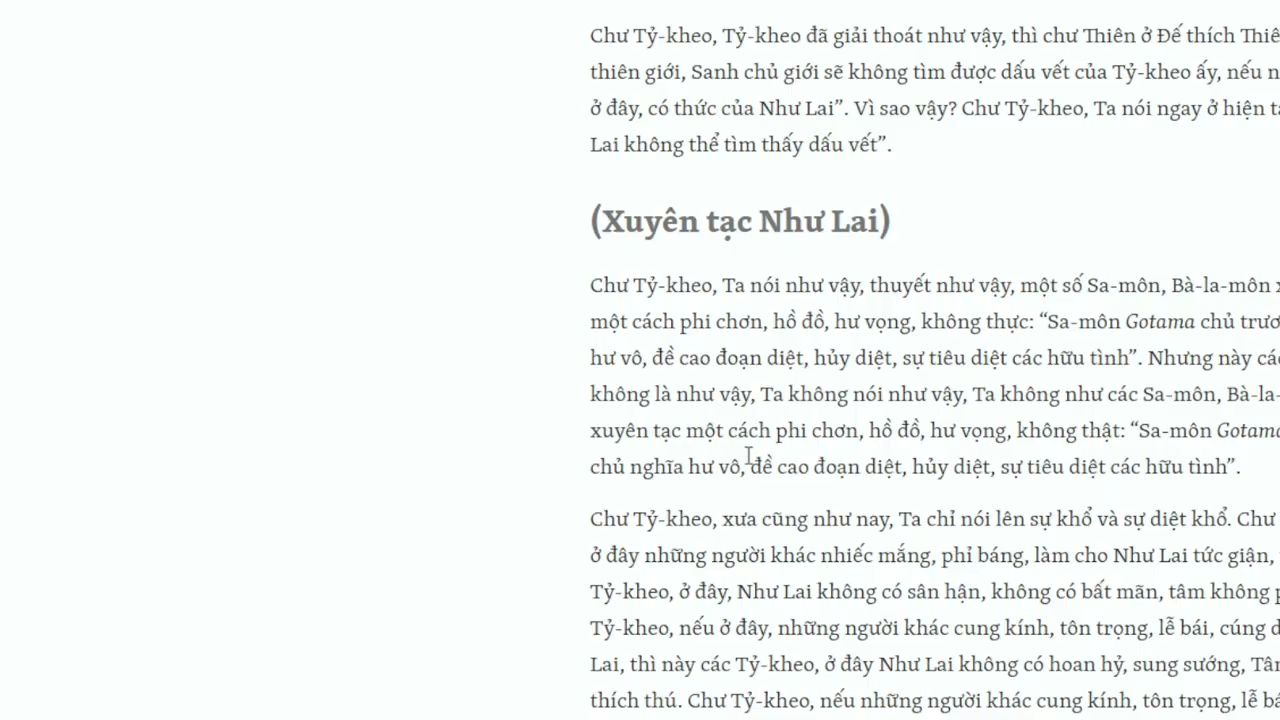 Chư Tỷ-kheo, Tỷ-kheo đã giải thoát như vậy, thì chư Thiên ở Đế thích Thiê
thiên giới, Sanh chủ giới sẽ không tìm được dấu vết của Tỷ-kheo ấy, nếu n
ở đây, có thức của Như Lai”. Vì sao vậy? Chư Tỷ-kheo, Ta nói ngay ở hiện tạ
Lai không thể tìm thấy dấu vết”.
(Xuyên tạc Như Lai)
Chư Tỷ-kheo, Ta nói như vậy, thuyết như vậy, một số Sa-môn, Bà-la-môn x
một cách phi chơn, hồ đồ, hư vọng, không thực: “Sa-môn Gotama chủ trươ
hư vô, đề cao đoạn diệt, hủy diệt, sự tiêu diệt các hữu tình”. Nhưng này các
không là như vậy, Ta không nói như vậy, Ta không như các Sa-môn, Bà-la-
xuyên tạc một cách phi chơn, hồ đồ, hư vọng, không thật: “Sa-môn Gotama
chủ nghĩa hư vô, đề cao đoạn diệt, hủy diệt, sự tiêu diệt các hữu tình”.
Chư Tỷ-kheo, xưa cũng như nay, Ta chỉ nói lên sự khổ và sự diệt khổ. Chư
ở đây những người khác nhiếc mắng, phỉ báng, làm cho Như Lai tức giận,
Tỷ-kheo, ở đây, Như Lai không có sân hận, không có bất mãn, tâm không p
Tỷ-kheo, nếu ở đây, những người khác cung kính, tôn trọng, lễ bái, cúng d
Lai, thì này các Tỷ-kheo, ở đây Như Lai không có hoan hỷ, sung sướng, Tâm
thích thú. Chư Tỷ-kheo, nếu những người khác cung kính, tôn trọng, lễ bá